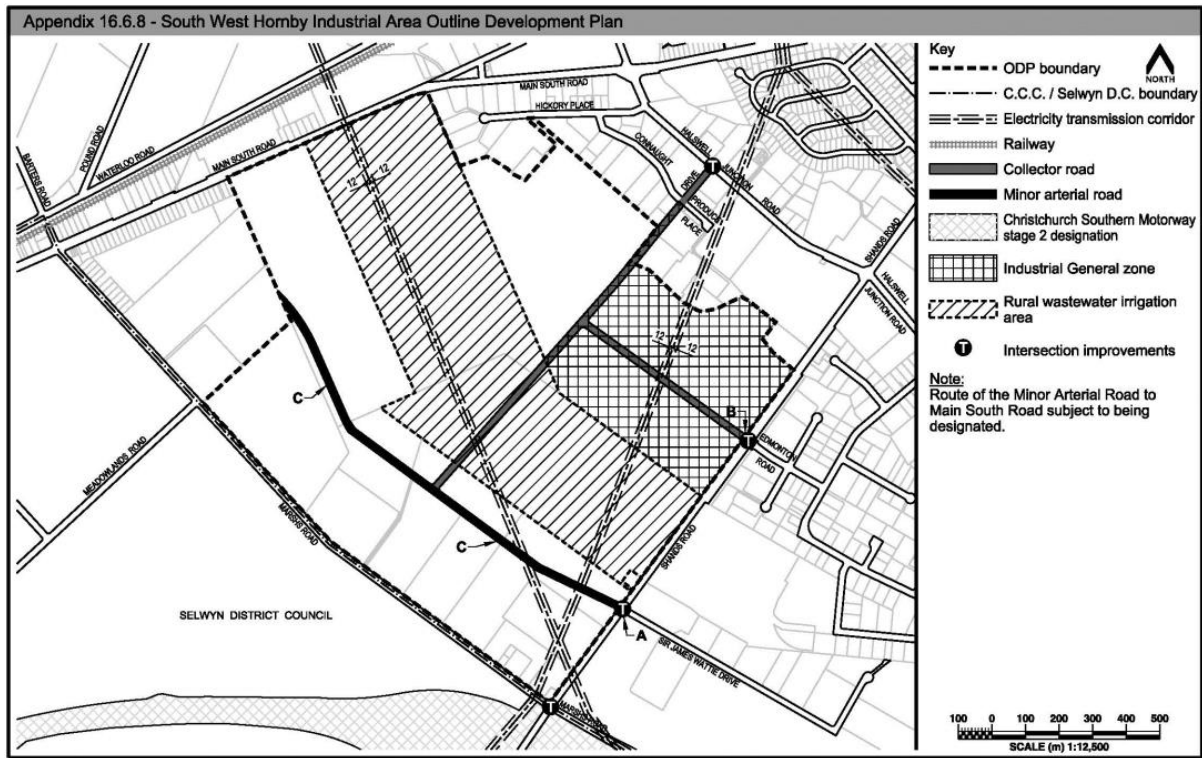 Appendix 16.6.8 - South West Hornby Industrial Area Outline Development Plan
MAIN SOUTH ROAD
HICKORY PLACE
CONNAUGHT
DRIVE
HALSWELL
JUNCTION
ROAD
T
PRODUCE
PLACE
BARTERS ROAD
POUND ROAD
WATERLOO ROAD
MAIN SOUTH ROAD
12
12
SHANDS ROAD
HALSWELL
JUNCTION ROAD
12
12
C
B
T
EDMONTON
ROAD
MEADOWLANDS ROAD
MARSHS ROAD
C
SHANDS ROAD
SELWYN DISTRICT COUNCIL
T
A
SIR JAMES WATTIE DRIVE
T
MARSHS ROAD
Key
NORTH
ODP boundary
C.C.C. / Selwyn D.C. boundary
Electricity transmission corridor
Railway
Collector road
Minor arterial road
Christchurch Southern Motorway
stage 2 designation
Industrial General zone
Rural wastewater irrigation
area
T Intersection improvements
Note:
Route of the Minor Arterial Road to
Main South Road subject to being
designated.
100 0 100 200 300 400 500
SCALE (m) 1:12,500